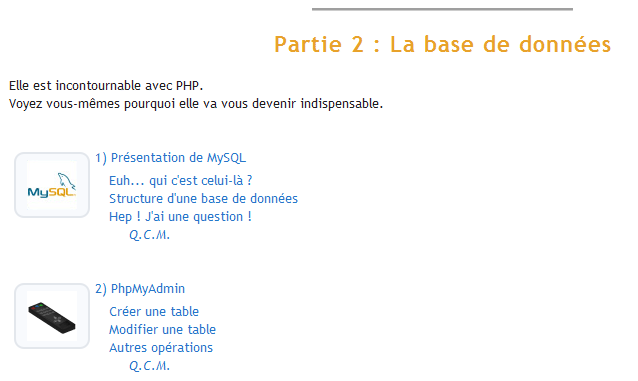 Partie 2 : La base de données
Elle est incontournable avec PHP.
Voyez vous-mêmes pourquoi elle va vous devenir indispensable.
1) Présentation de MySQL
MySQL
Euh... qui c'est celui-là ?
Structure d'une base de données
Hep ! J'ai une question !
Q.C.M.
2) PhpMyAdmin
Créer une table
Modifier une table
Autres opérations
Q.C.M.